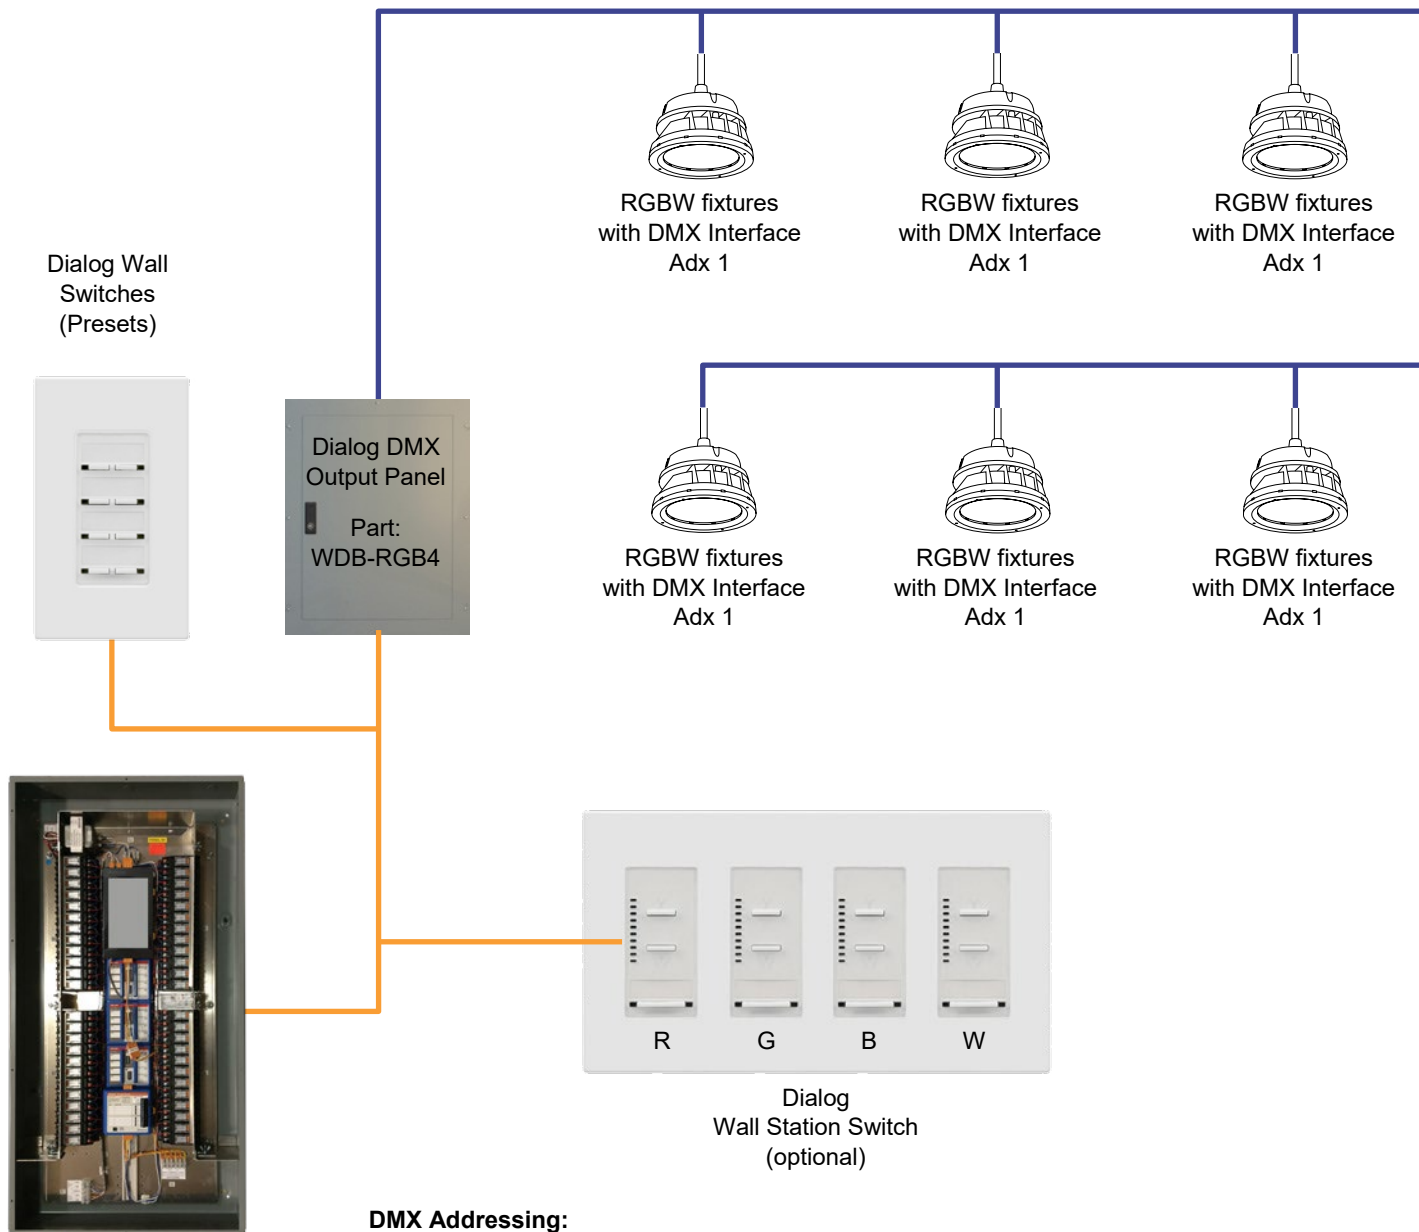 RGBW fixtures
with DMX Interface
Adx 1
RGBW fixtures
with DMX Interface
Adx 1
RGBW fixtures
with DMX Interface
Adx 1
Dialog Wall
Switches
(Presets)
Dialog DMX
Output Panel
Part:
WDB-RGB4
RGBW fixtures
with DMX Interface
Adx 1
RGBW fixtures
with DMX Interface
Adx 1
RGBW fixtures
with DMX Interface
Adx 1
R
G
B
W
Dialog
Wall Station Switch
(optional)
DMX Addressing: